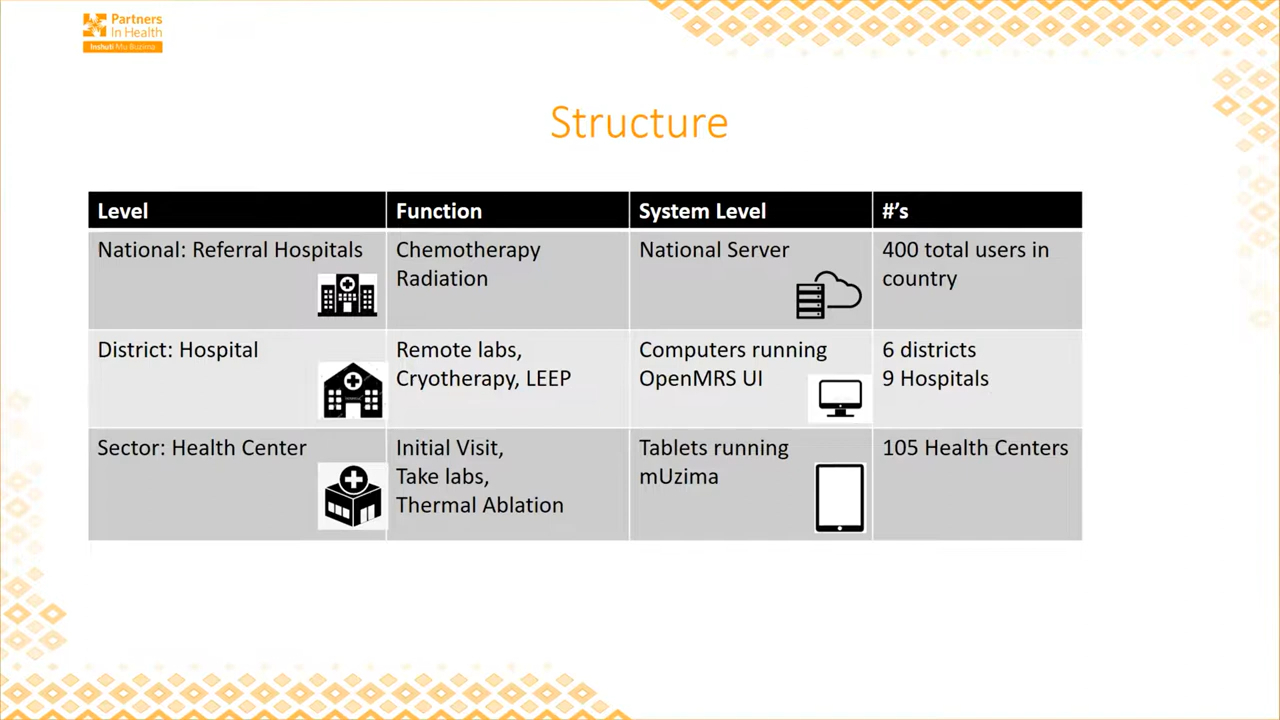 Partners
In Health
Inshuti Mu Buzima
Structure
Level
Function
System Level
#'s
National: Referral Hospitals
Chemotherapy
Radiation
National Server
400 total users in
country
District: Hospital
Remote labs,
Cryotherapy, LEEP
Computers running
OpenMRS UI
6 districts
9 Hospitals
Sector: Health Center
Initial Visit,
Take labs,
Thermal Ablation
Tablets running
mUzima
105 Health Centers